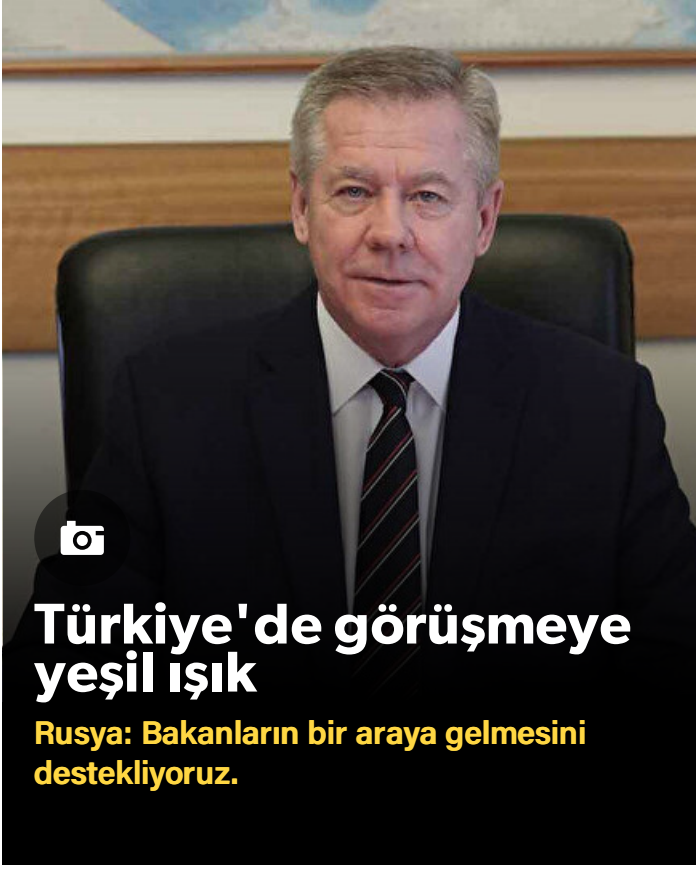 Türkiye'de görüşmeye
yeşil ışık
Rusya: Bakanların bir araya gelmesini
destekliyoruz.